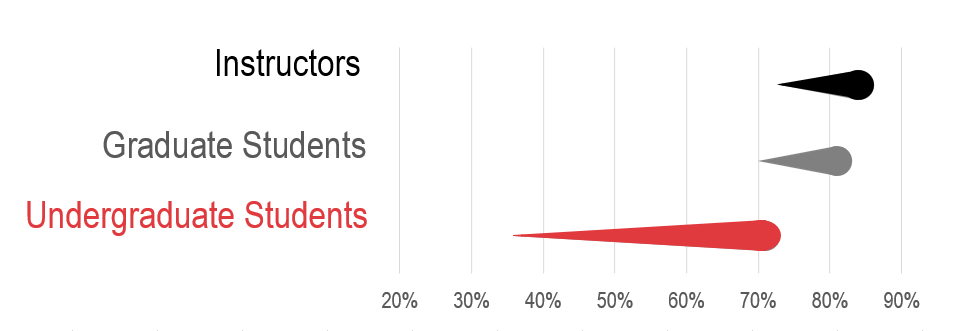 Instructors
Graduate Students
Undergraduate Students
20% 30% 40% 50% 60% 70% 80% 90%